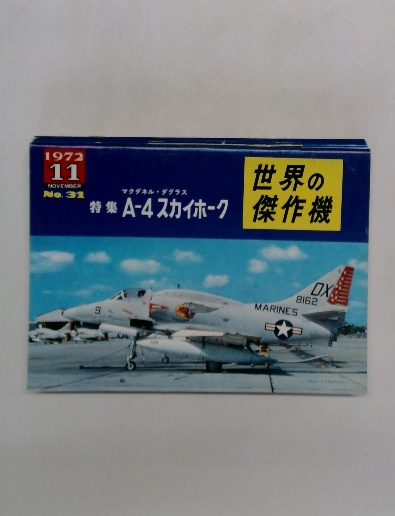 1972
11
NOVEMBER
No.31
マクダネル・ダグラス
特集 A-4 スカイホーク
世界の
傑作機
DX
8162
MARINES
9